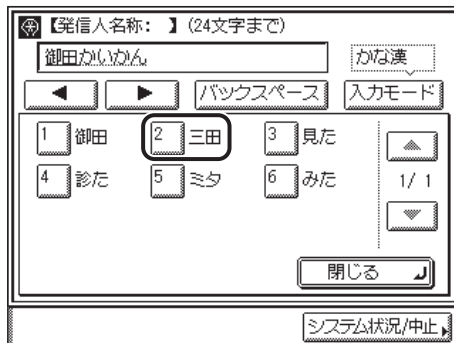 【発信人名称: 】(24文字まで)
御田かいかん
かな漢
◀ ▶ バックスペース 入力モード
1 御田 2 三田 3 見た
4 診た 5 ミタ 6 みた
1/ 1
閉じる
システム状況/中止